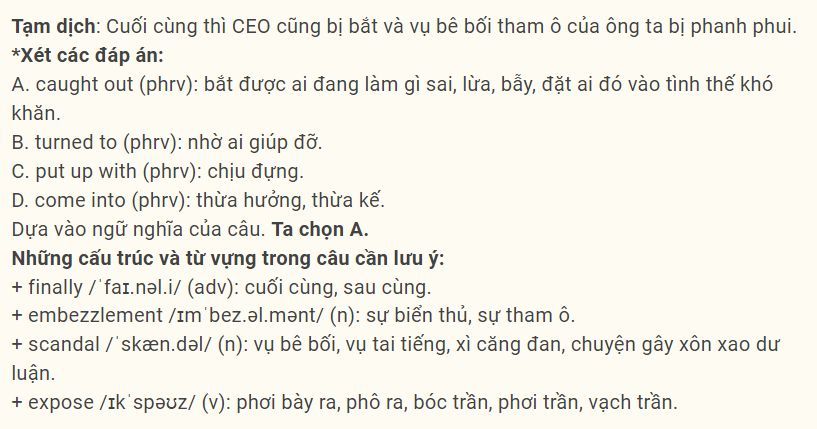 Tạm dịch: Cuối cùng thì CEO cũng bị bắt và vụ bê bối tham ô của ông ta bị phanh phui.
*Xét các đáp án:
A. caught out (phrv): bắt được ai đang làm gì sai, lừa, bẫy, đặt ai đó vào tình thế khó
khăn.
B. turned to (phrv): nhờ ai giúp đỡ.
C. put up with (phrv): chịu đựng.
D. come into (phrv): thừa hưởng, thừa kế.
Dựa vào ngữ nghĩa của câu. Ta chọn A.
Những cấu trúc và từ vựng trong câu cần lưu ý:
+ finally /ˈfaɪ.nəl.i/ (adv): cuối cùng, sau cùng.
+ embezzlement /ɪmˈbez.əl.mənt/ (n): sự biển thủ, sự tham ô.
+ scandal /ˈskæn.dəl/ (n): vụ bê bối, vụ tai tiếng, xì căng đan, chuyện gây xôn xao dư
luận.
+ expose /ɪkˈspəʊz/ (v): phơi bày ra, phô ra, bóc trần, phơi trần, vạch trần.